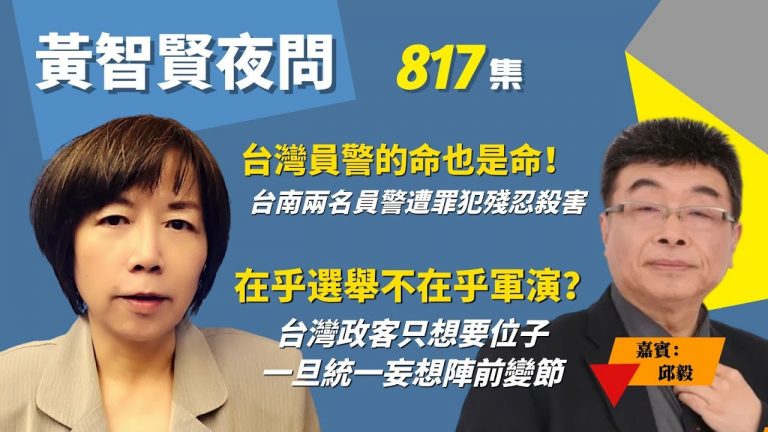 黃智賢夜問 817集
台灣員警的命也是命!
台南兩名員警遭罪犯殘忍殺害
在乎選舉不在乎軍演?
台灣政客只想要位子
一旦統一妄想陣前變節
嘉賓:
邱毅